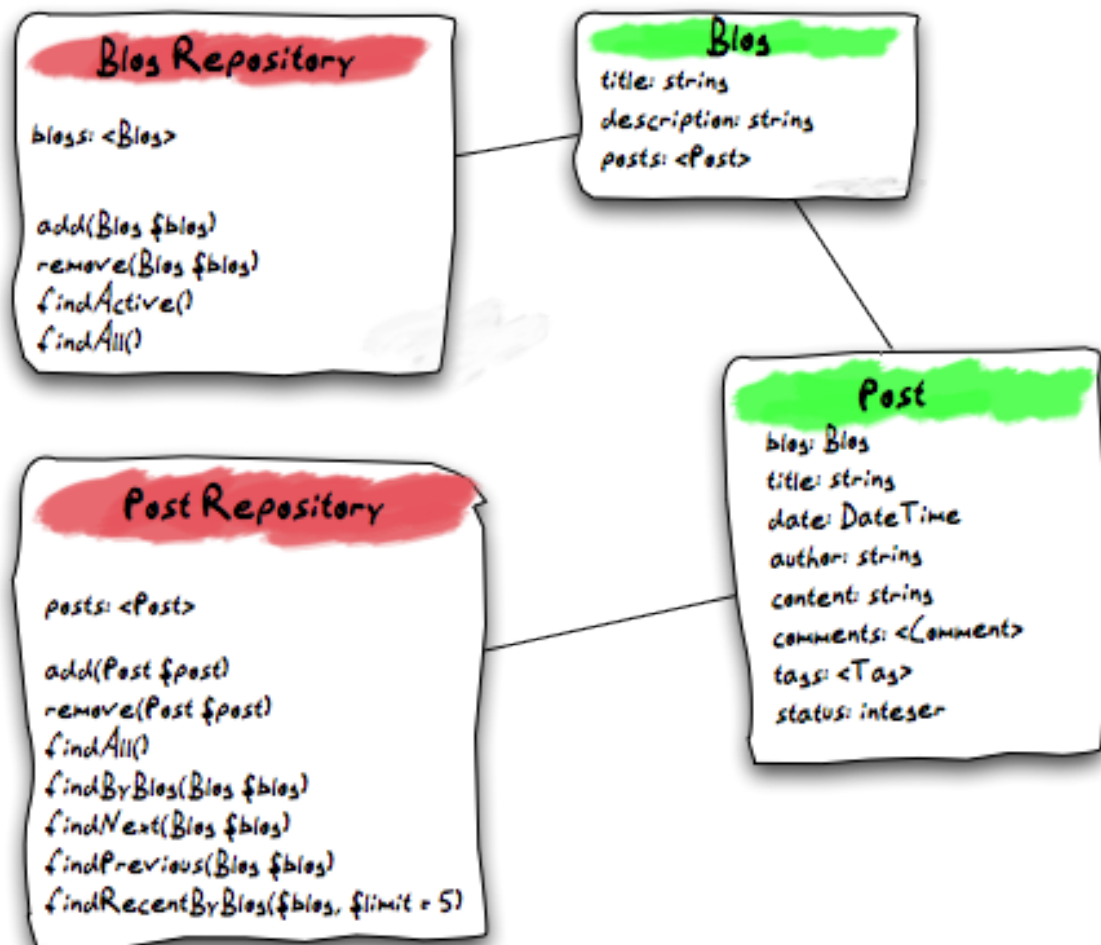 Blog Repository
blogs: <Blog>
add(Blog $blog)
remove(Blog $blog)
findActive()
findAll()
Blog
title: string
description: string
posts: <Post>
Post
blog: Blog
title: string
date: DateTime
author: string
content: string
comments: <Comment>
tags: <Tag>
status: integer
Post Repository
posts: <Post>
add(Post $post)
remove(Post $post)
findAll()
findByBlog(Blog $blog)
findNext(Blog $blog)
findPrevious(Blog $blog)
findRecentByBlog($blog, $limit = 5)